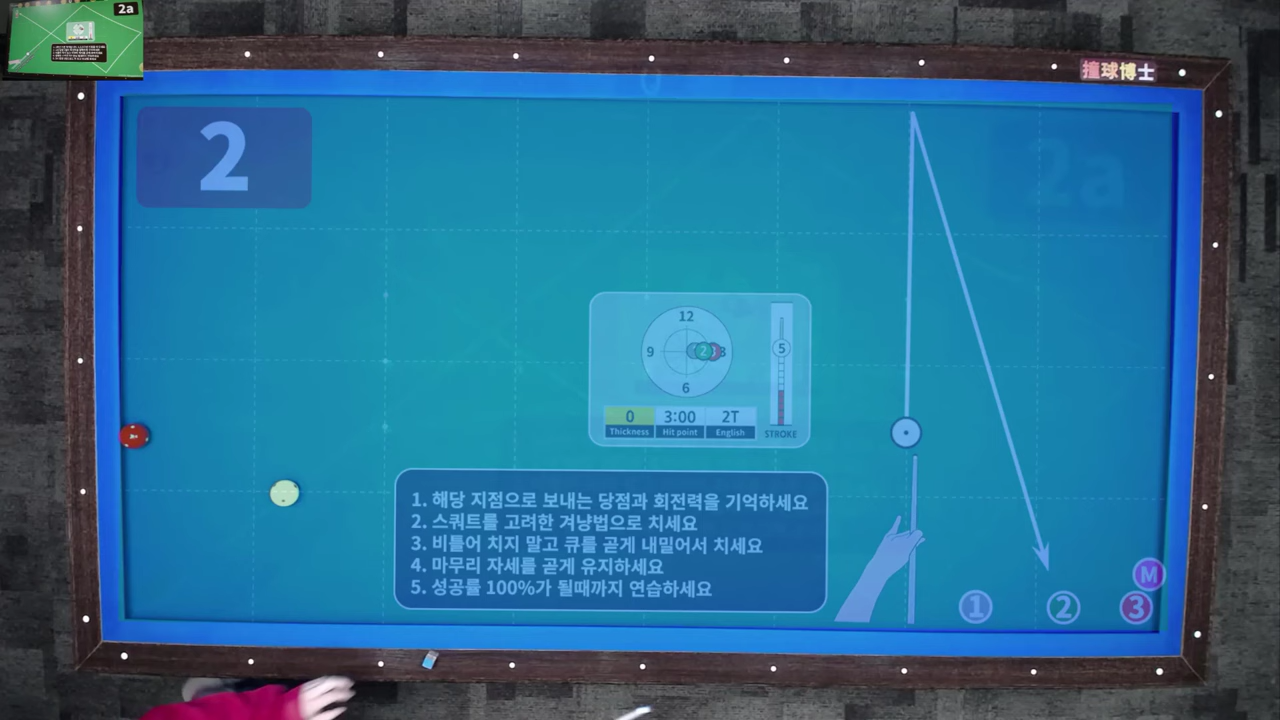 2a
撞球博士
2
2a
12
9
2
3
6
5
0 3:00 2T
Thickness Hit point English STROKE
1. 해당 지점으로 보내는 당점과 회전력을 기억하세요
2. 스쿼트를 고려한 겨냥법으로 치세요
3. 비틀어 치지 말고 큐를 곧게 내밀어서 치세요
4. 마무리 자세를 곧게 유지하세요
5. 성공률 100%가 될때까지 연습하세요
M
1 2 3